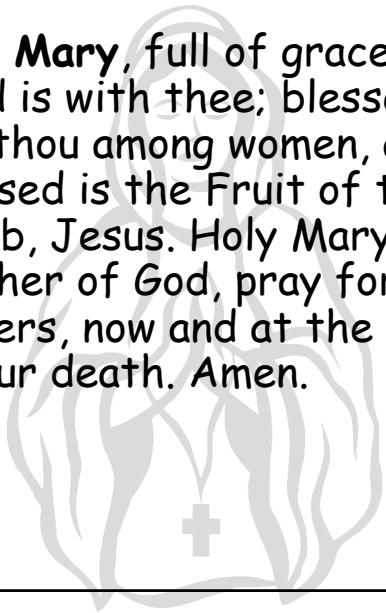 Mary, full of grace
is with thee; bless
thou among women,
sed is the Fruit of t
b, Jesus. Holy Mary
her of God, pray for
ers, now and at the
ur death. Amen.